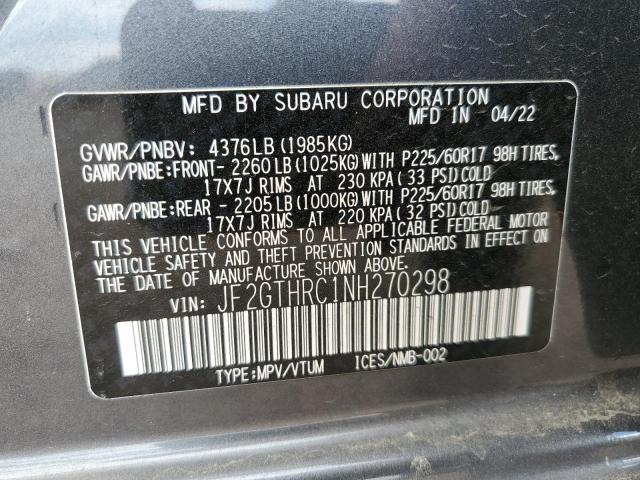 MFD BY SUBARU CORPORATION
MFD IN 04/22
GVWR/PNBV: 4376LB (1985KG)
GAWR/PNBE:FRONT- 2260LB (1025KG) WITH P225/60R17 98H TIRES,
17X7J RIMS AT 230 KPA (33 PSI) COLD
GAWR/PNBE:REAR - 2205LB (1000KG) WITH P225/60R17 98H TIRES,
17X7J RIMS AT 220 KPA (32 PSI) COLD
THIS VEHICLE CONFORMS TO ALL APPLICABLE FEDERAL MOTOR
VEHICLE SAFETY AND THEFT PREVENTION STANDARDS IN EFFECT ON
THE DATE OF MANUFACTURE SHOWN ABOVE.
VIN: JF2GTHRC1NH270298
TYPE:MPV/VTUM ICES/NMB-002